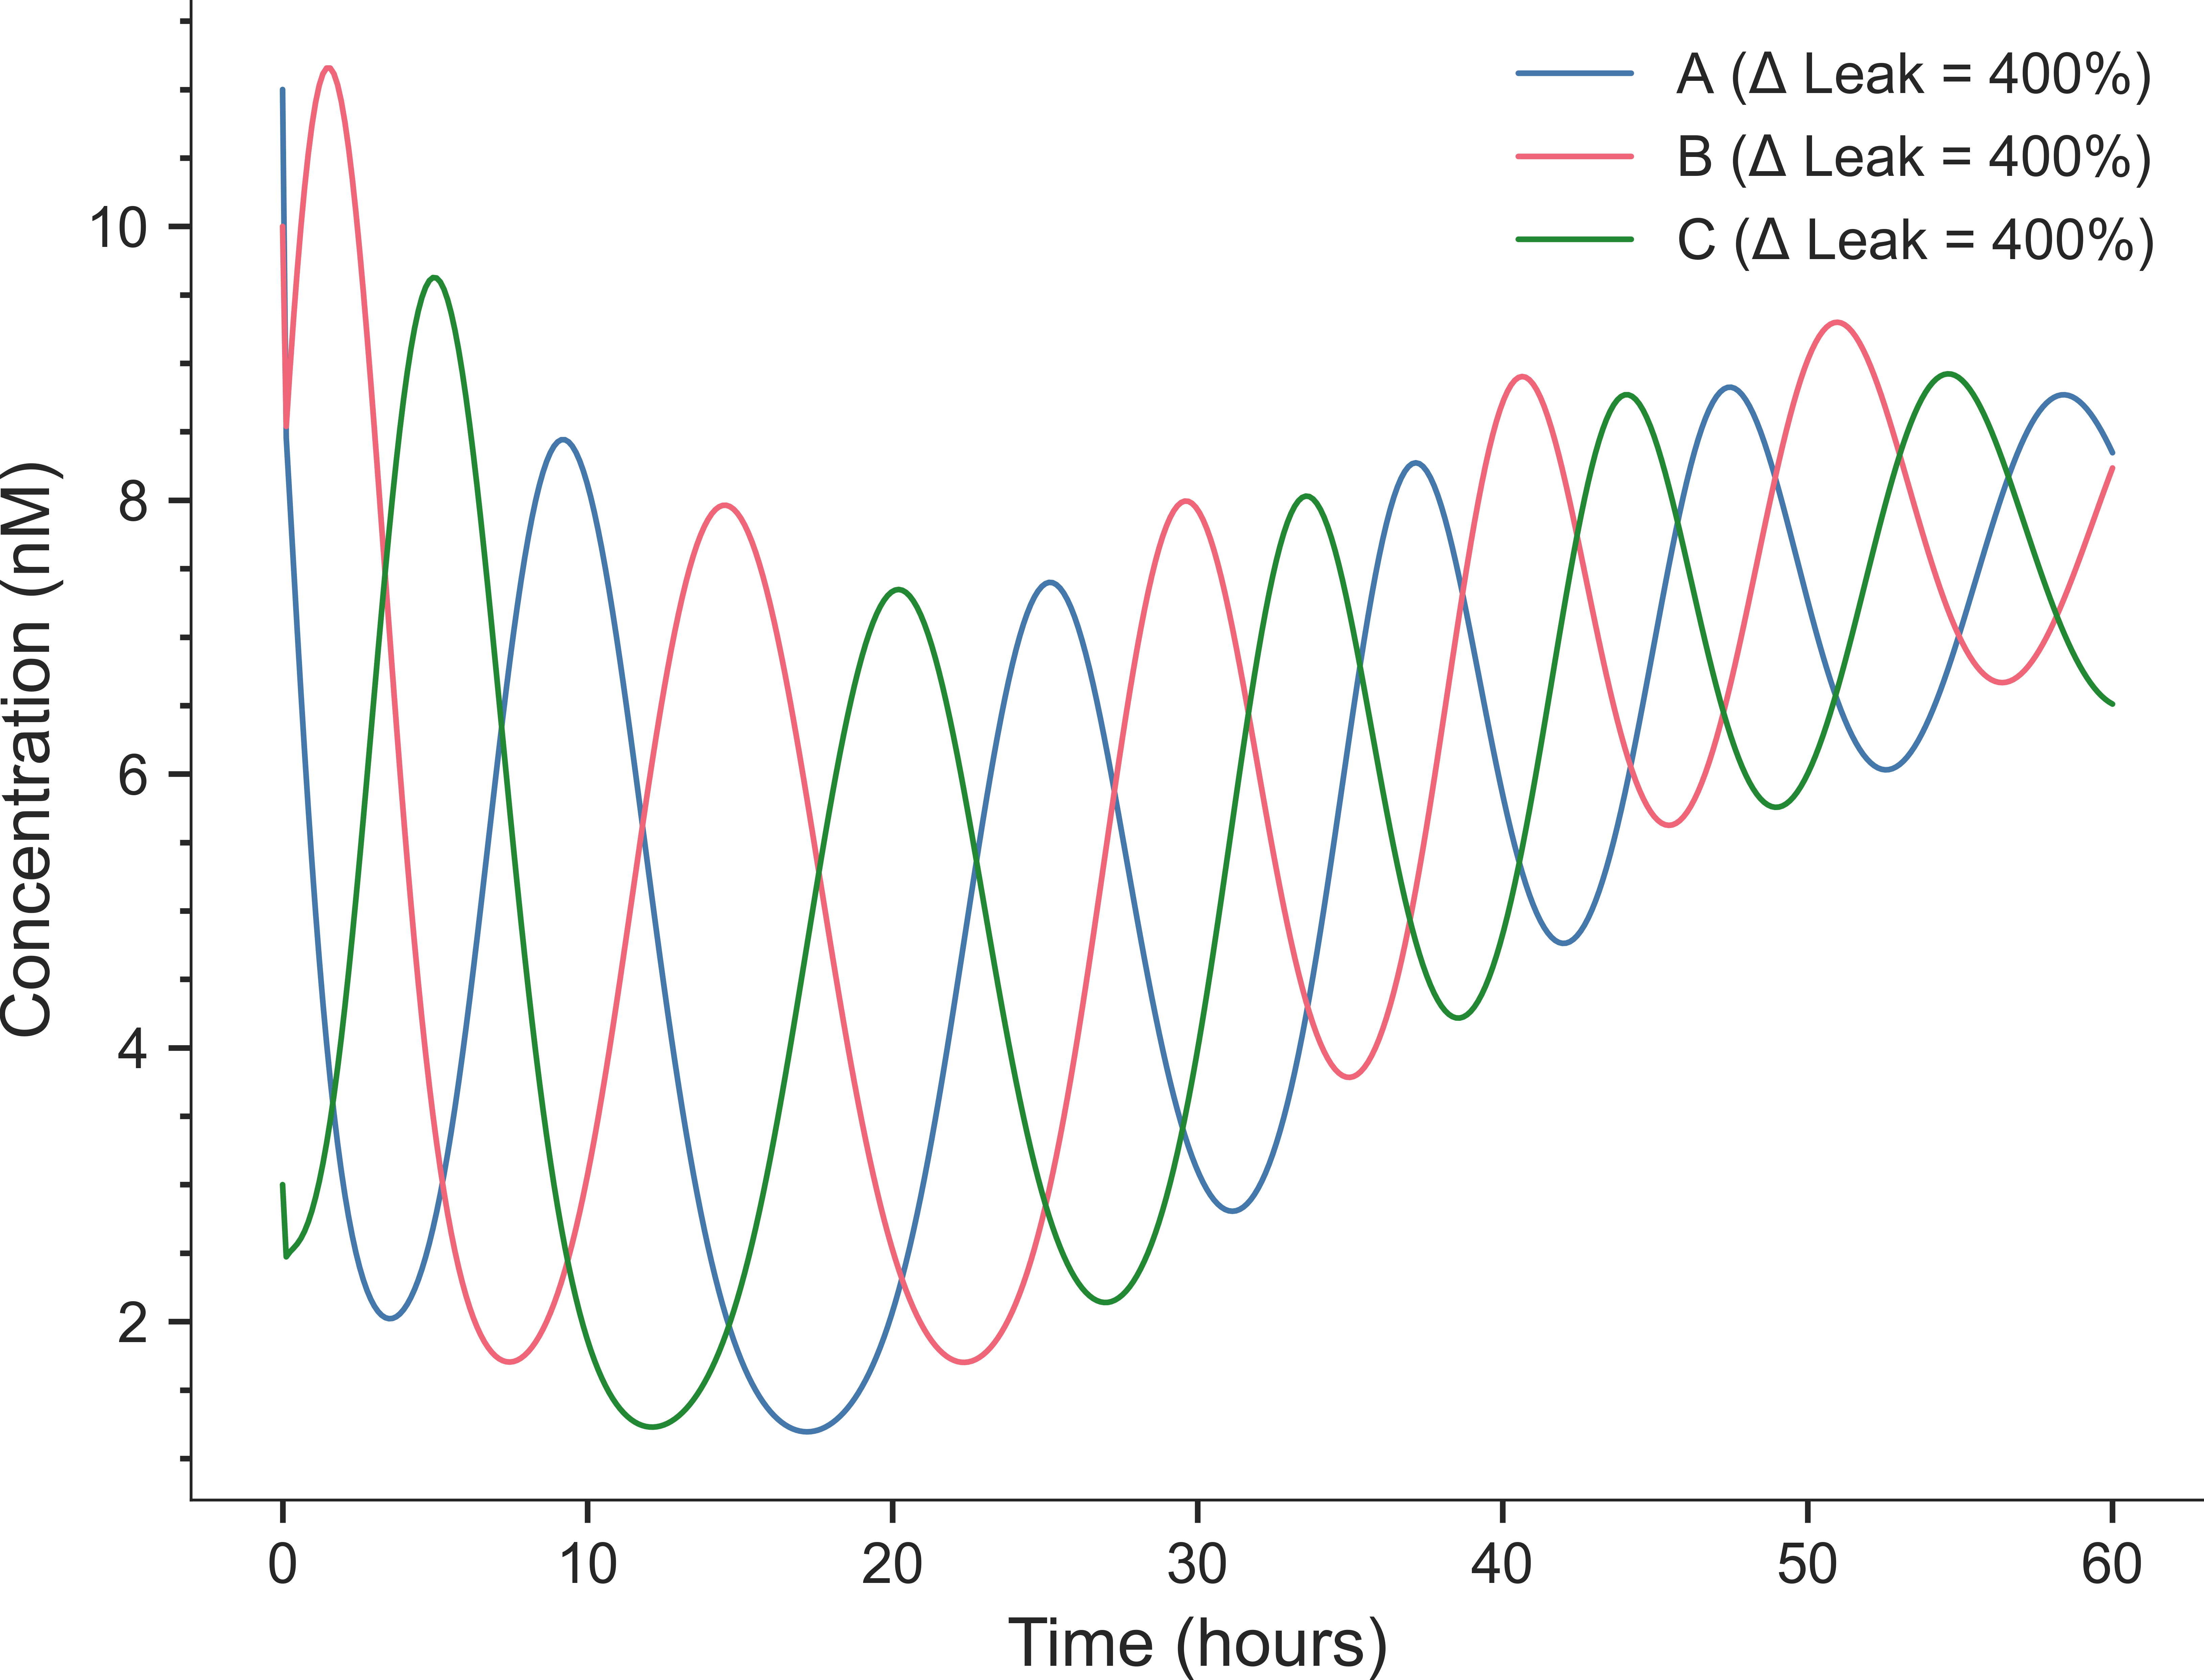 A (Δ Leak = 400%)
B (Δ Leak = 400%)
C (Δ Leak = 400%)
Concentration (nM)
10
8
6
4
2
0 10 20 30 40 50 60
Time (hours)